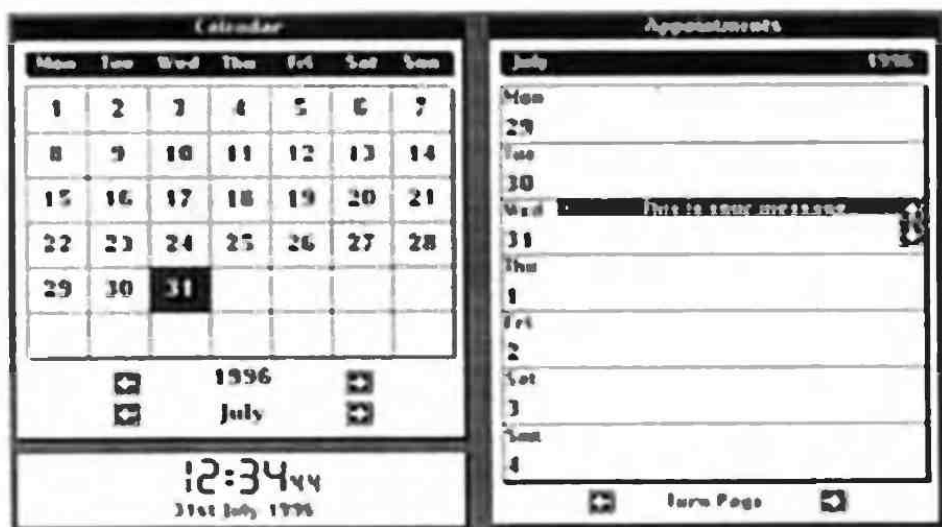 Calendar
Mon Tue Wed Thu Fri Sat Sun
1 2 3 4 5 6 7
8 9 10 11 12 13 14
15 16 17 18 19 20 21
22 23 24 25 26 27 28
29 30 31
1996
July
12:34 44
31st July 1996
Appointments
July 1996
Mon
29
Tue
30
Wed This is your message
31
Thu
1
Fri
2
Sat
3
Sun
4
Turn Page